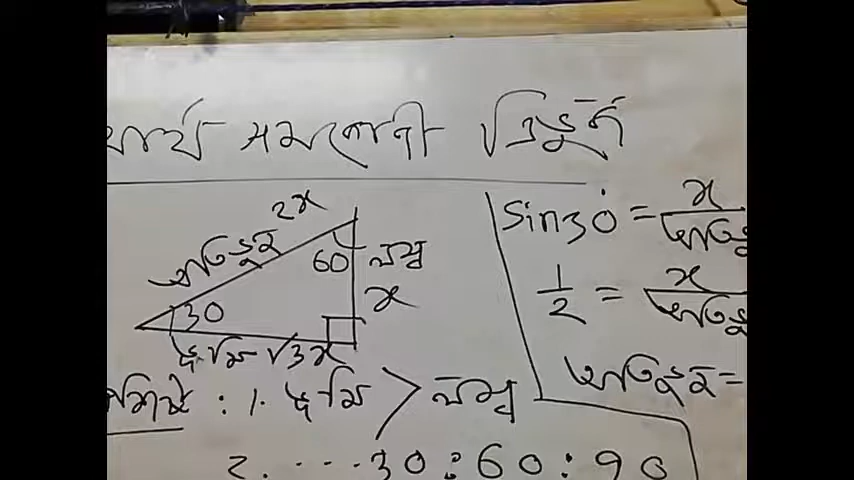 সমকোণী ত্রিভুজ
2x
অতিভুজ
60 লম্ব
30
x
ভূমি √3x
sin30° = x/অতিভু
1/2 = x/অতিভু
অতিভুজ =
: 1. ভূমি > লম্ব
2. ....30:60:90